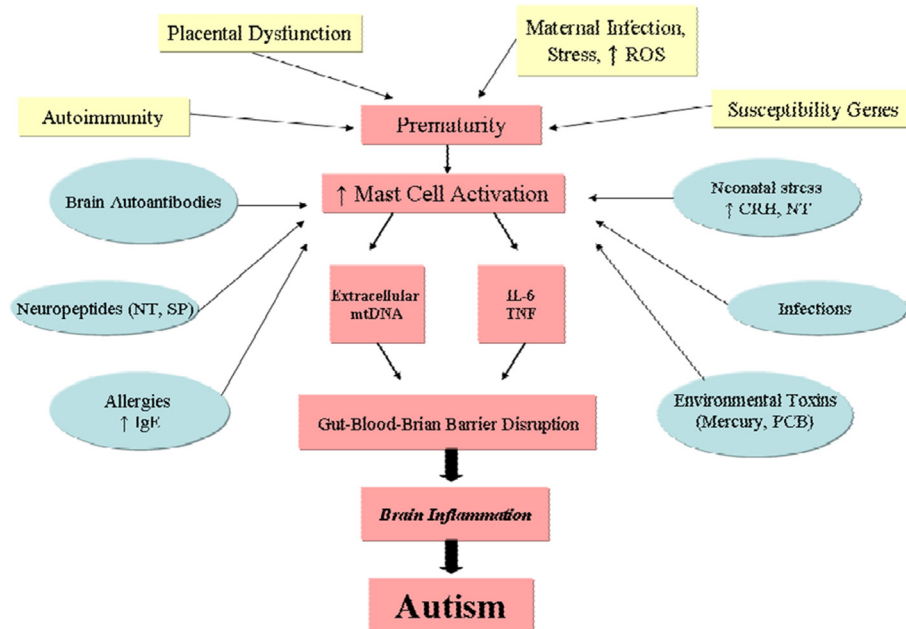 Placental Dysfunction
Maternal Infection,
Stress, ↑ ROS
Autoimmunity
Prematurity
Susceptibility Genes
Brain Autoantibodies
↑ Mast Cell Activation
Neonatal stress
↑ CRH, NT
Neuropeptides (NT, SP)
Extracellular
mtDNA
IL-6
TNF
Infections
Allergies
↑ IgE
Gut-Blood-Brian Barrier Disruption
Environmental Toxins
(Mercury, PCB)
Brain Inflammation
Autism